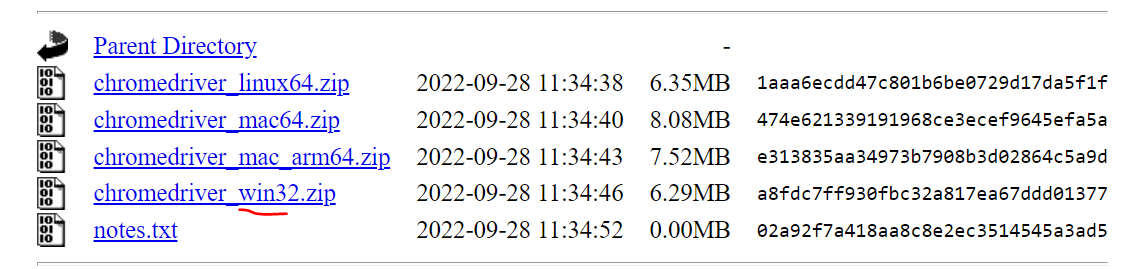 Parent Directory -
chromedriver_linux64.zip 2022-09-28 11:34:38 6.35MB 1aaa6ecdd47c801b6be0729d17da5f1f
chromedriver_mac64.zip 2022-09-28 11:34:40 8.08MB 474e621339191968ce3ecef9645efa5a
chromedriver_mac_arm64.zip 2022-09-28 11:34:43 7.52MB e313835aa34973b7908b3d02864c5a9d
chromedriver_win32.zip 2022-09-28 11:34:46 6.29MB a8fdc7ff930fbc32a817ea67ddd01377
notes.txt 2022-09-28 11:34:52 0.00MB 02a92f7a418aa8c8e2ec3514545a3ad5